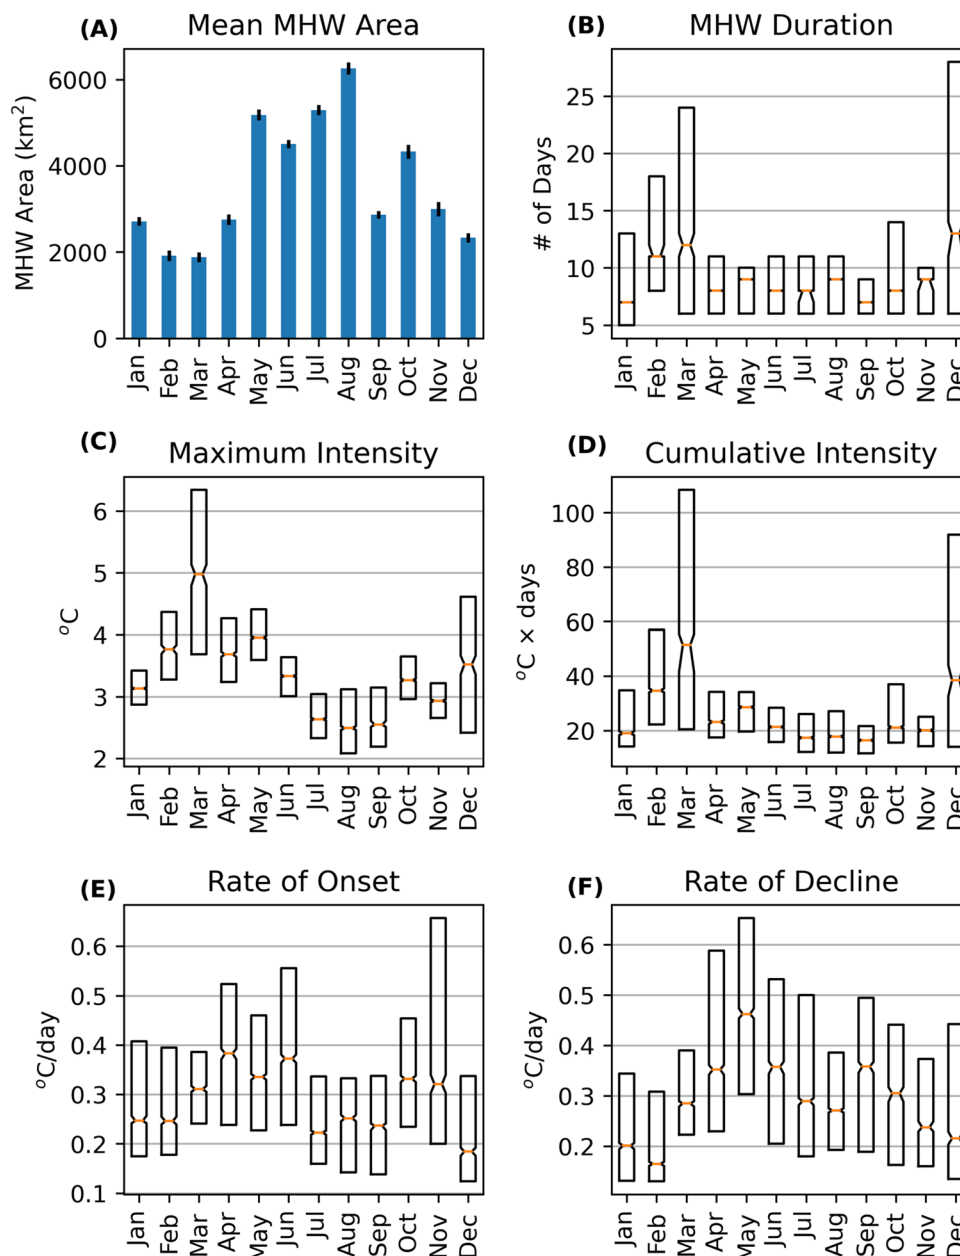 (A) Mean MHW Area
MHW Area (km²)
6000
4000
2000
0
Jan Feb Mar Apr May Jun Jul Aug Sep Oct Nov Dec
(B) MHW Duration
# of Days
25
20
15
10
5
Jan Feb Mar Apr May Jun Jul Aug Sep Oct Nov Dec
(C) Maximum Intensity
°C
6
5
4
3
2
Jan Feb Mar Apr May Jun Jul Aug Sep Oct Nov Dec
(D) Cumulative Intensity
°C × days
100
80
60
40
20
Jan Feb Mar Apr May Jun Jul Aug Sep Oct Nov Dec
(E) Rate of Onset
°C/day
0.6
0.5
0.4
0.3
0.2
0.1
Jan Feb Mar Apr May Jun Jul Aug Sep Oct Nov Dec
(F) Rate of Decline
°C/day
0.6
0.5
0.4
0.3
0.2
Jan Feb Mar Apr May Jun Jul Aug Sep Oct Nov Dec